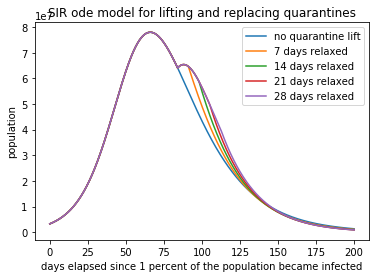 SIR ode model for lifting and replacing quarantines
1e7
8
7
6
5
4
3
2
1
0
population
no quarantine lift
7 days relaxed
14 days relaxed
21 days relaxed
28 days relaxed
0 25 50 75 100 125 150 175 200
days elapsed since 1 percent of the population became infected